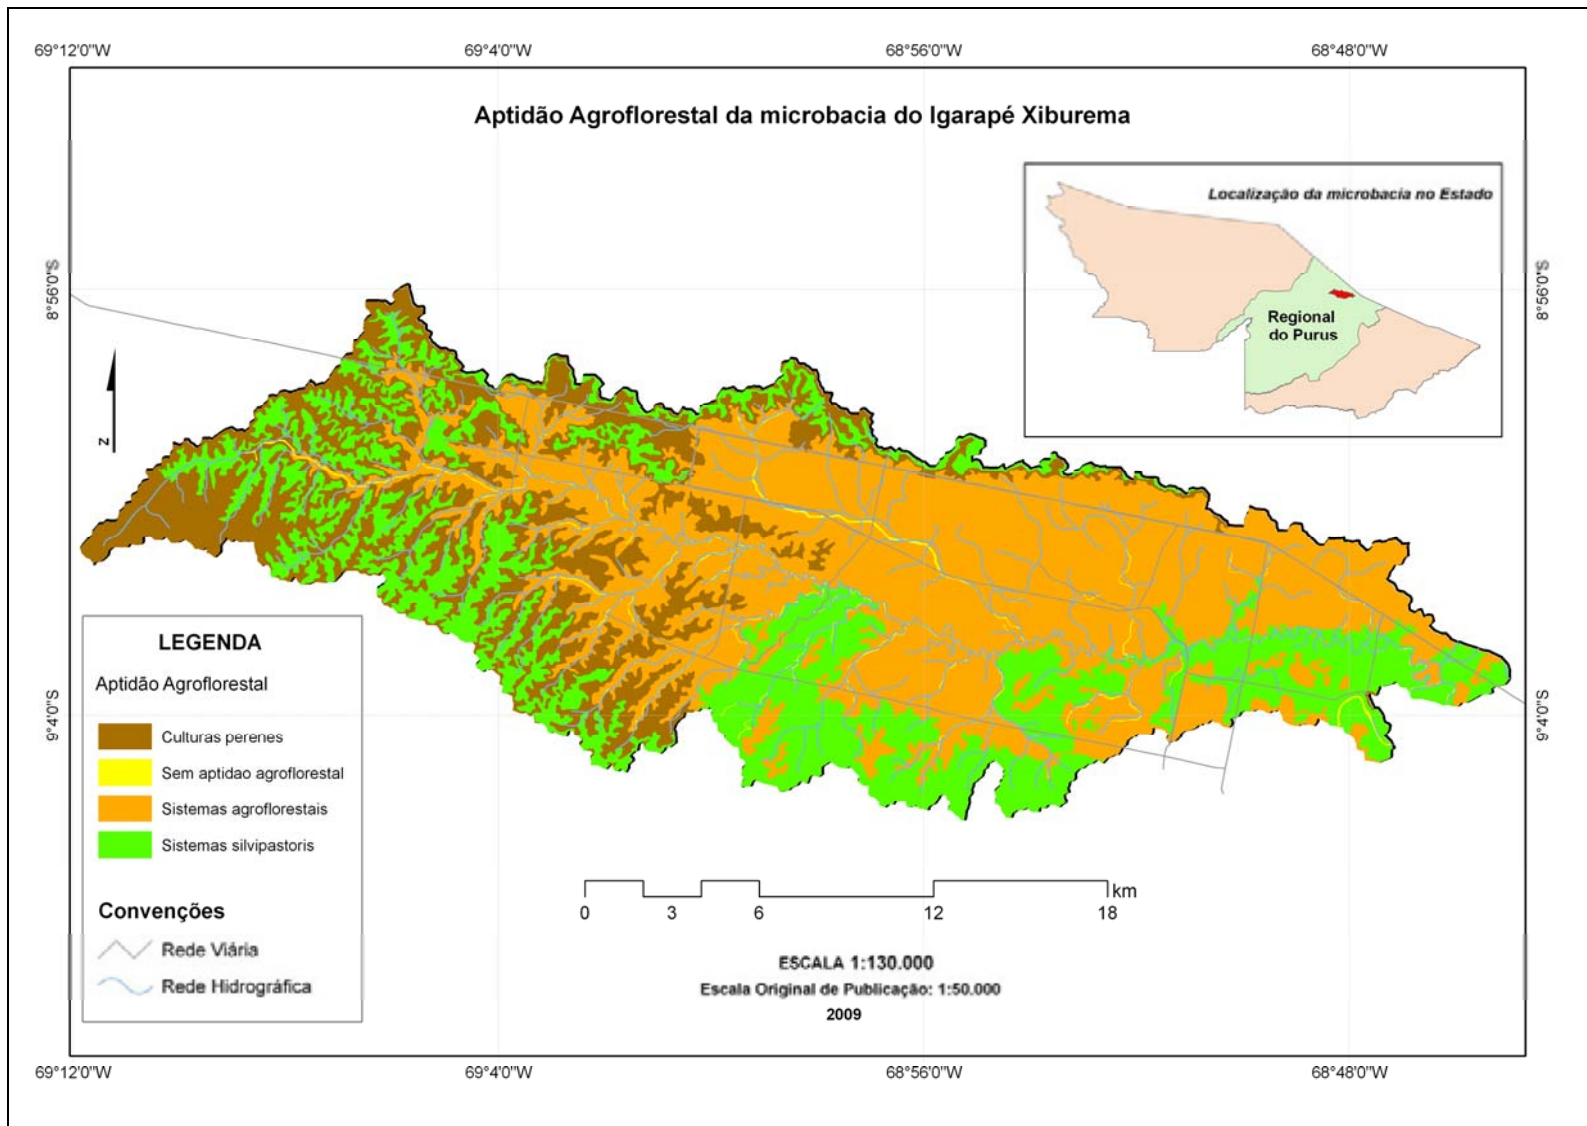 69°12'0"W 69°4'0"W 68°56'0"W 68°48'0"W
Aptidão Agroflorestal da microbacia do Igarapé Xiburema
Localização da microbacia no Estado
Regional
do Purus
8°56'0"S
8°56'0"S
z
LEGENDA
Aptidão Agroflorestal
Culturas perenes
Sem aptidao agroflorestal
Sistemas agroflorestais
Sistemas silvipastoris
Convenções
Rede Viária
Rede Hidrográfica
9°4'0"S
9°4'0"S
km
0 3 6 12 18
ESCALA 1:130.000
Escala Original de Publicação: 1:50.000
2009
69°12'0"W 69°4'0"W 68°56'0"W 68°48'0"W